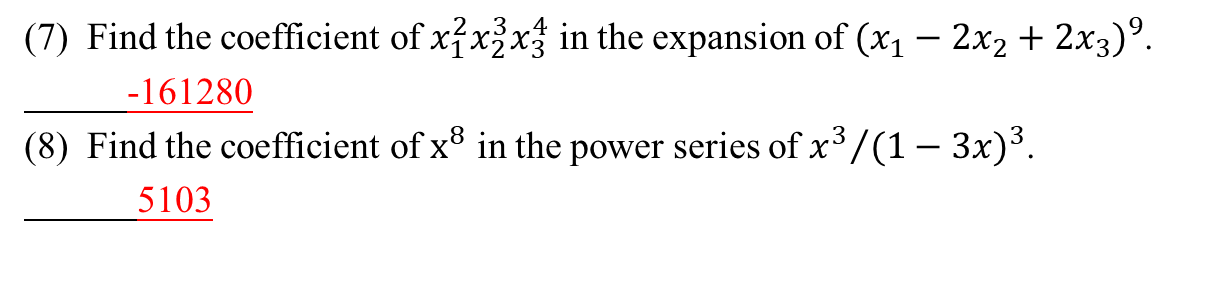 (7) Find the coefficient of x₁²x₂³x₃⁴ in the expansion of (x₁ − 2x₂ + 2x₃)⁹.
-161280
(8) Find the coefficient of x⁸ in the power series of x³/(1 − 3x)³.
5103